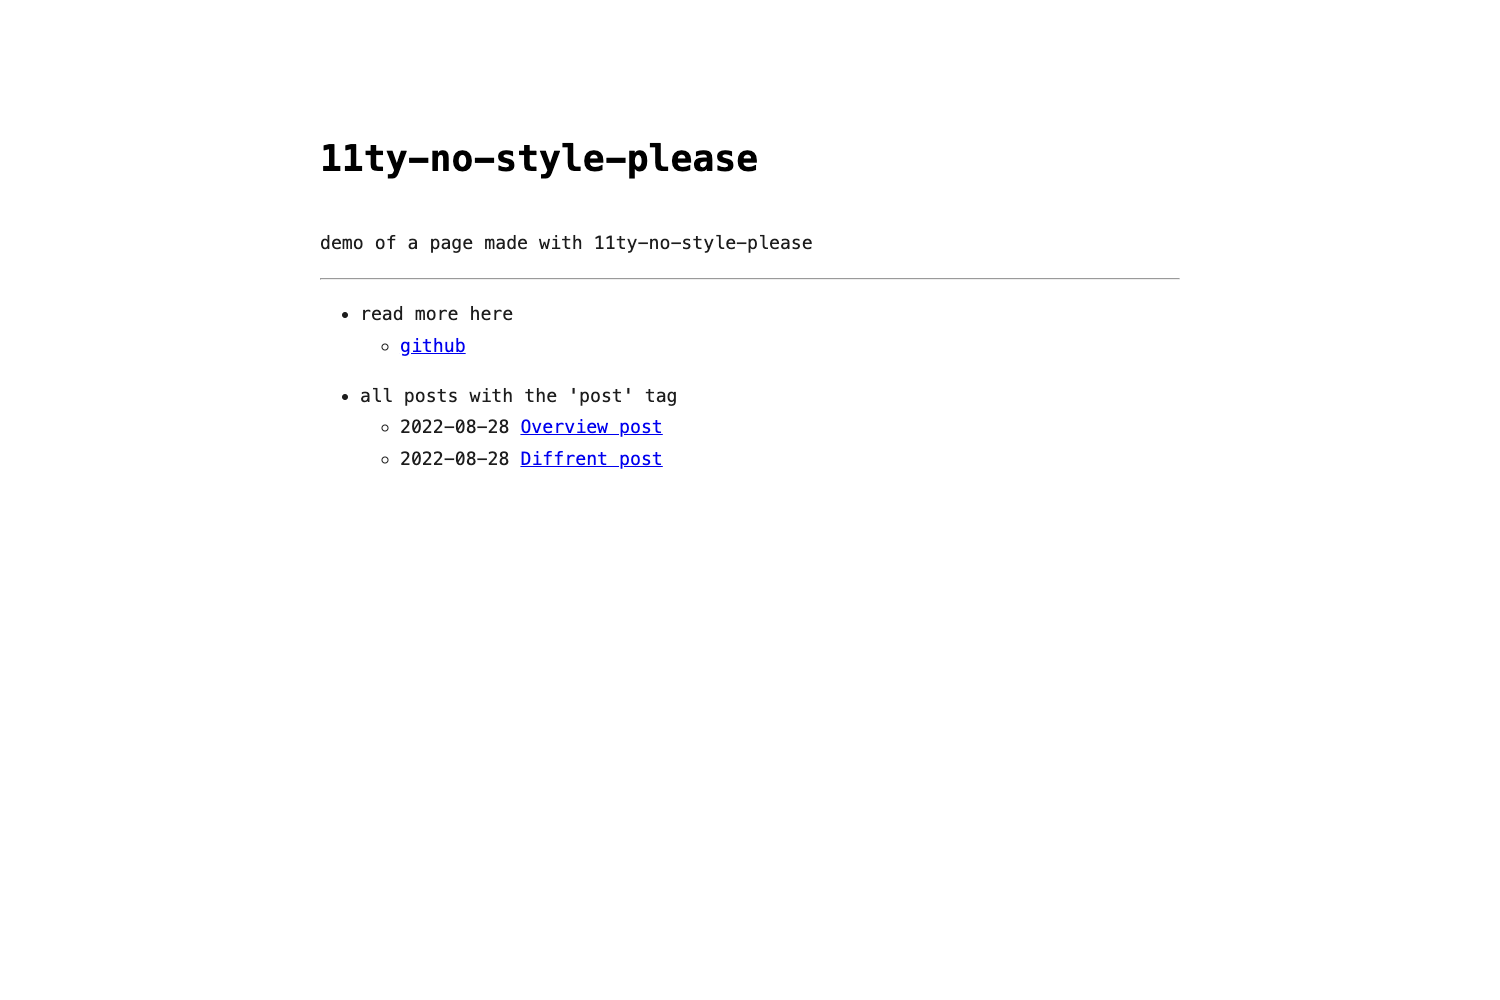 11ty-no-style-please
demo of a page made with 11ty-no-style-please
read more here
github
all posts with the 'post' tag
2022-08-28 Overview post
2022-08-28 Diffrent post